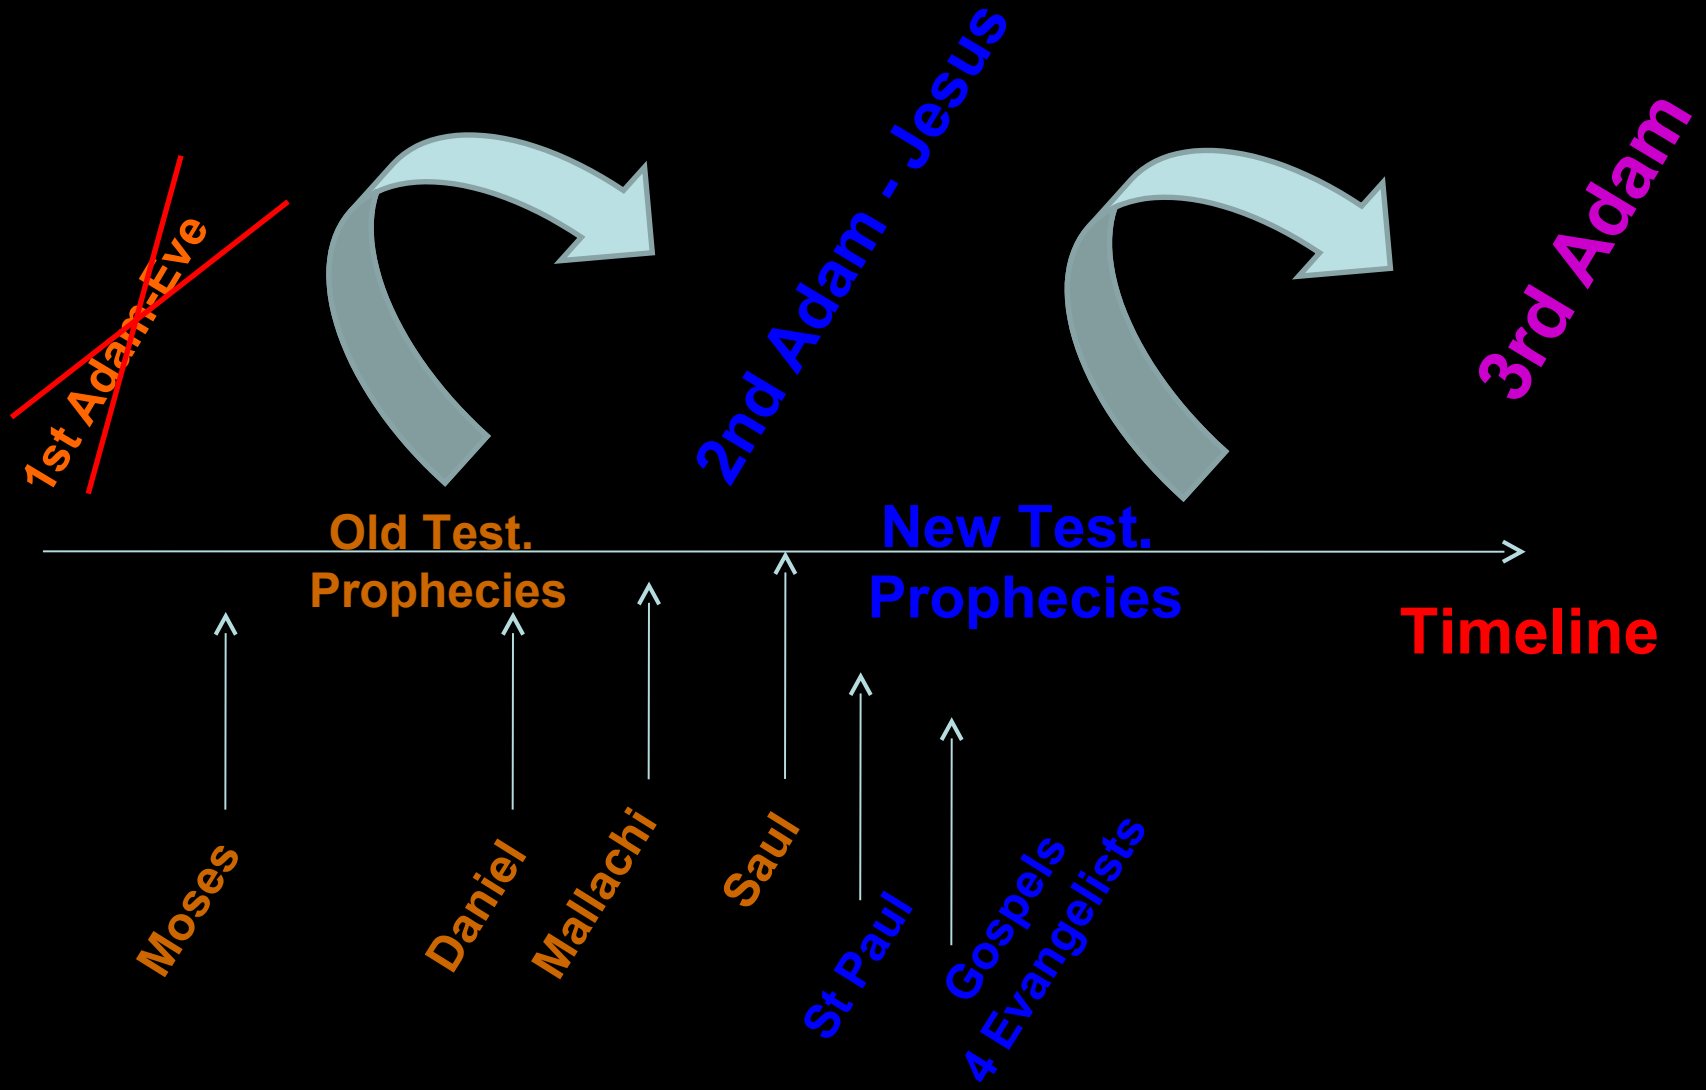 1st Adam-Eve
2nd Adam - Jesus
3rd Adam
Old Test.
Prophecies
New Test.
Prophecies
Timeline
Moses
Daniel
Mallachi
Saul
St Paul
Gospels
4 Evangelists